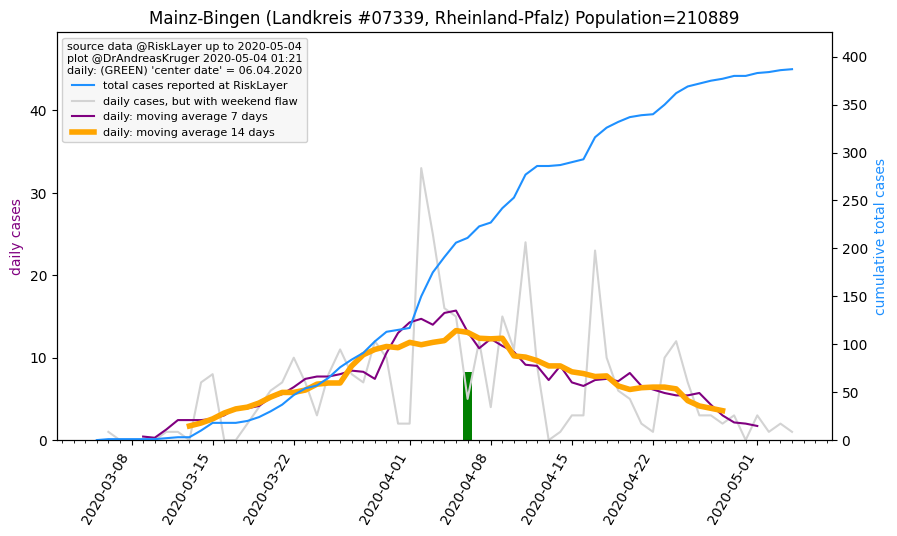 Mainz-Bingen (Landkreis #07339, Rheinland-Pfalz) Population=210889
source data @RiskLayer up to 2020-05-04
plot @DrAndreasKruger 2020-05-04 01:21
daily: (GREEN) 'center date' = 06.04.2020
total cases reported at RiskLayer
daily cases, but with weekend flaw
daily: moving average 7 days
daily: moving average 14 days
daily cases
0
10
20
30
40
cumulative total cases
0
50
100
150
200
250
300
350
400
2020-03-08
2020-03-15
2020-03-22
2020-04-01
2020-04-08
2020-04-15
2020-04-22
2020-05-01